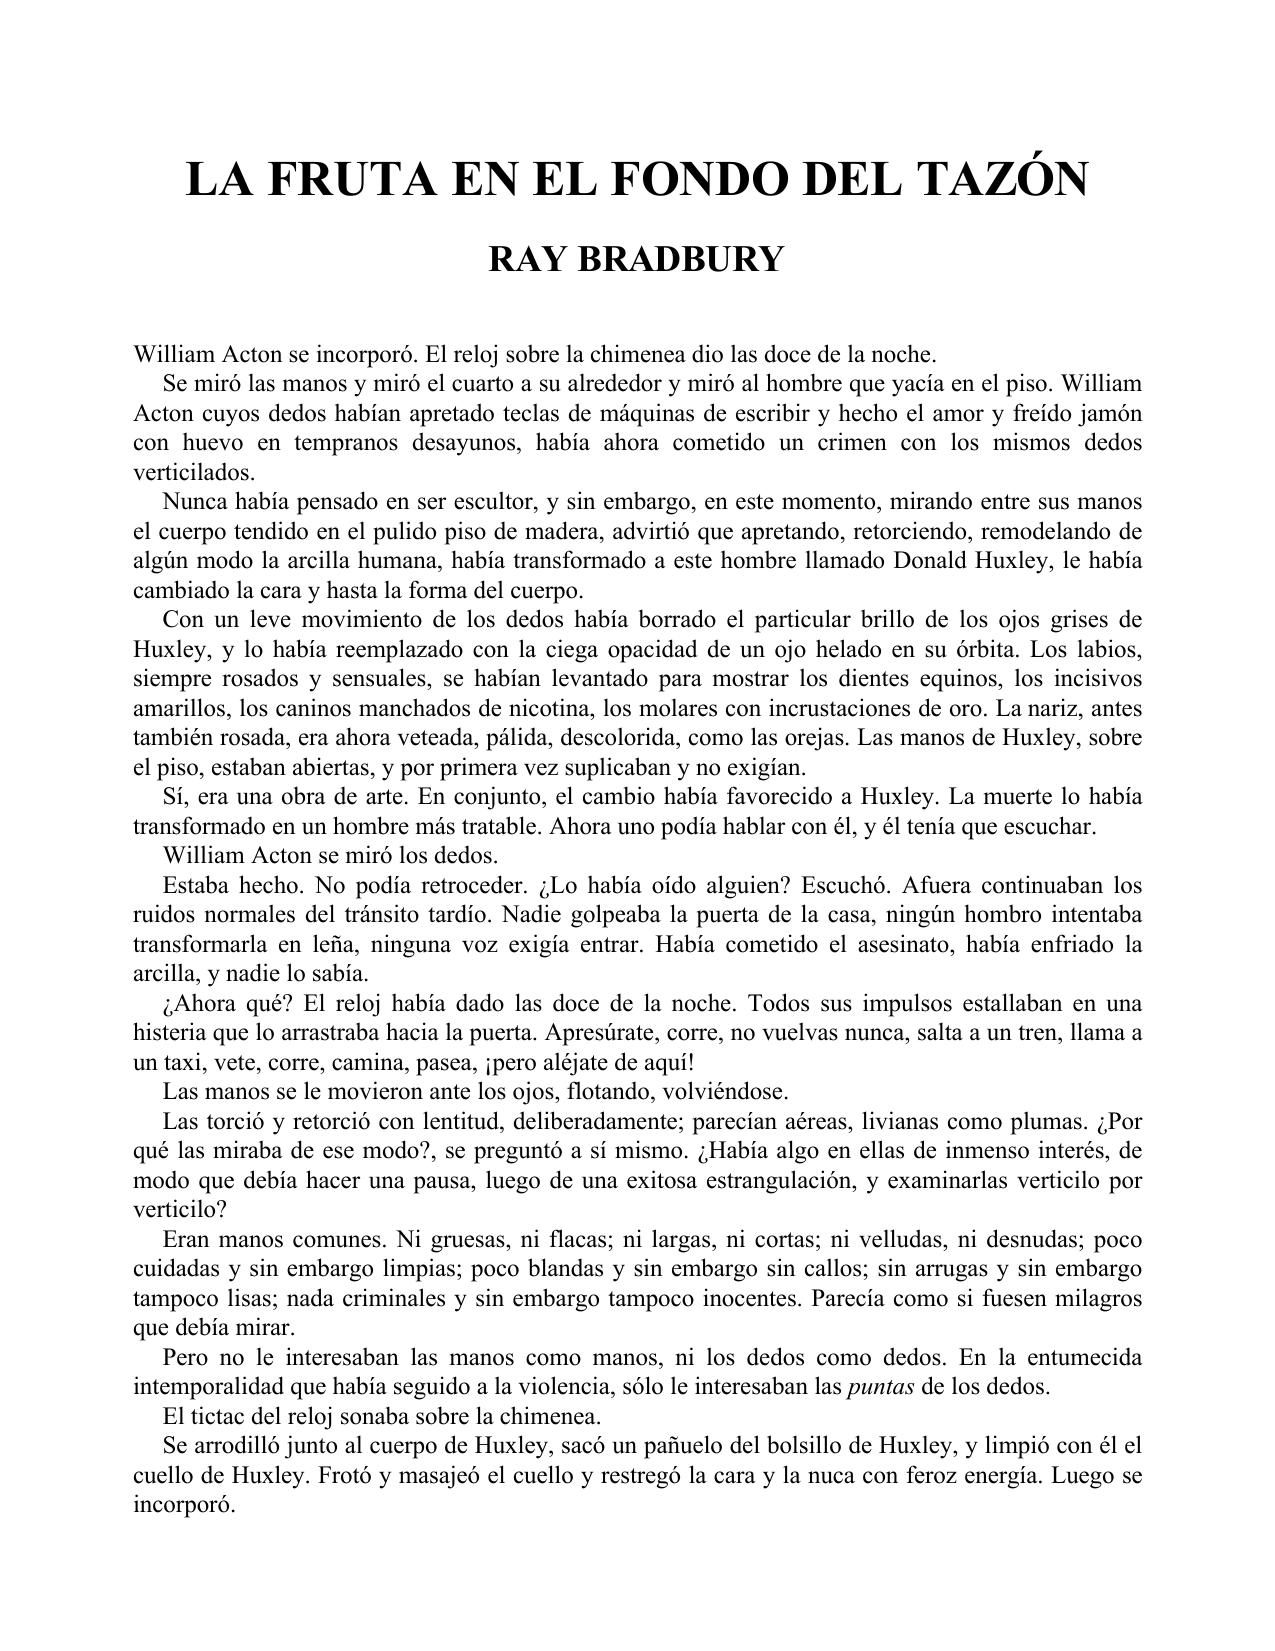 LA FRUTA EN EL FONDO DEL TAZÓN
RAY BRADBURY
William Acton se incorporó. El reloj sobre la chimenea dio las doce de la noche.
Se miró las manos y miró el cuarto a su alrededor y miró al hombre que yacía en el piso. William
Acton cuyos dedos habían apretado teclas de máquinas de escribir y hecho el amor y freído jamón
con huevo en tempranos desayunos, había ahora cometido un crimen con los mismos dedos
verticilados.
Nunca había pensado en ser escultor, y sin embargo, en este momento, mirando entre sus manos
el cuerpo tendido en el pulido piso de madera, advirtió que apretando, retorciendo, remodelando de
algún modo la arcilla humana, había transformado a este hombre llamado Donald Huxley, le había
cambiado la cara y hasta la forma del cuerpo.
Con un leve movimiento de los dedos había borrado el particular brillo de los ojos grises de
Huxley, y lo había reemplazado con la ciega opacidad de un ojo helado en su órbita. Los labios,
siempre rosados y sensuales, se habían levantado para mostrar los dientes equinos, los incisivos
amarillos, los caninos manchados de nicotina, los molares con incrustaciones de oro. La nariz, antes
también rosada, era ahora veteada, pálida, descolorida, como las orejas. Las manos de Huxley, sobre
el piso, estaban abiertas, y por primera vez suplicaban y no exigían.
Sí, era una obra de arte. En conjunto, el cambio había favorecido a Huxley. La muerte lo había
transformado en un hombre más tratable. Ahora uno podía hablar con él, y él tenía que escuchar.
William Acton se miró los dedos.
Estaba hecho. No podía retroceder. ¿Lo había oído alguien? Escuchó. Afuera continuaban los
ruidos normales del tránsito tardío. Nadie golpeaba la puerta de la casa, ningún hombro intentaba
transformarla en leña, ninguna voz exigía entrar. Había cometido el asesinato, había enfriado la
arcilla, y nadie lo sabía.
¿Ahora qué? El reloj había dado las doce de la noche. Todos sus impulsos estallaban en una
histeria que lo arrastraba hacia la puerta. Apresúrate, corre, no vuelvas nunca, salta a un tren, llama a
un taxi, vete, corre, camina, pasea, ¡pero aléjate de aquí!
Las manos se le movieron ante los ojos, flotando, volviéndose.
Las torció y retorció con lentitud, deliberadamente; parecían aéreas, livianas como plumas. ¿Por
qué las miraba de ese modo?, se preguntó a sí mismo. ¿Había algo en ellas de inmenso interés, de
modo que debía hacer una pausa, luego de una exitosa estrangulación, y examinarlas verticilo por
verticilo?
Eran manos comunes. Ni gruesas, ni flacas; ni largas, ni cortas; ni velludas, ni desnudas; poco
cuidadas y sin embargo limpias; poco blandas y sin embargo sin callos; sin arrugas y sin embargo
tampoco lisas; nada criminales y sin embargo tampoco inocentes. Parecía como si fuesen milagros
que debía mirar.
Pero no le interesaban las manos como manos, ni los dedos como dedos. En la entumecida
intemporalidad que había seguido a la violencia, sólo le interesaban las puntas de los dedos.
El tictac del reloj sonaba sobre la chimenea.
Se arrodilló junto al cuerpo de Huxley, sacó un pañuelo del bolsillo de Huxley, y limpió con él el
cuello de Huxley. Frotó y masajeó el cuello y restregó la cara y la nuca con feroz energía. Luego se
incorporó.